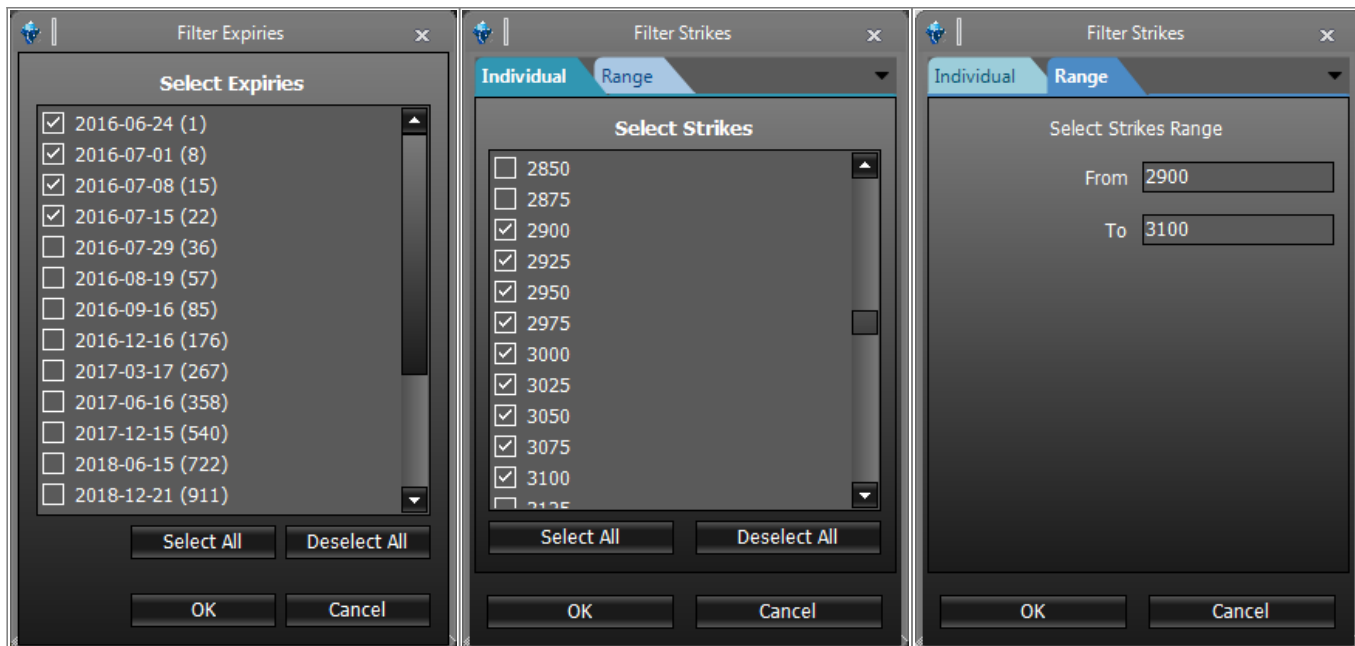 Filter Expiries
Select Expiries
2016-06-24 (1)
2016-07-01 (8)
2016-07-08 (15)
2016-07-15 (22)
2016-07-29 (36)
2016-08-19 (57)
2016-09-16 (85)
2016-12-16 (176)
2017-03-17 (267)
2017-06-16 (358)
2017-12-15 (540)
2018-06-15 (722)
2018-12-21 (911)
Select All Deselect All
OK Cancel
Filter Strikes
Individual Range
Select Strikes
2850
2875
2900
2925
2950
2975
3000
3025
3050
3075
3100
3125
Select All Deselect All
OK Cancel
Filter Strikes
Individual Range
Select Strikes Range
From 2900
To 3100
OK Cancel